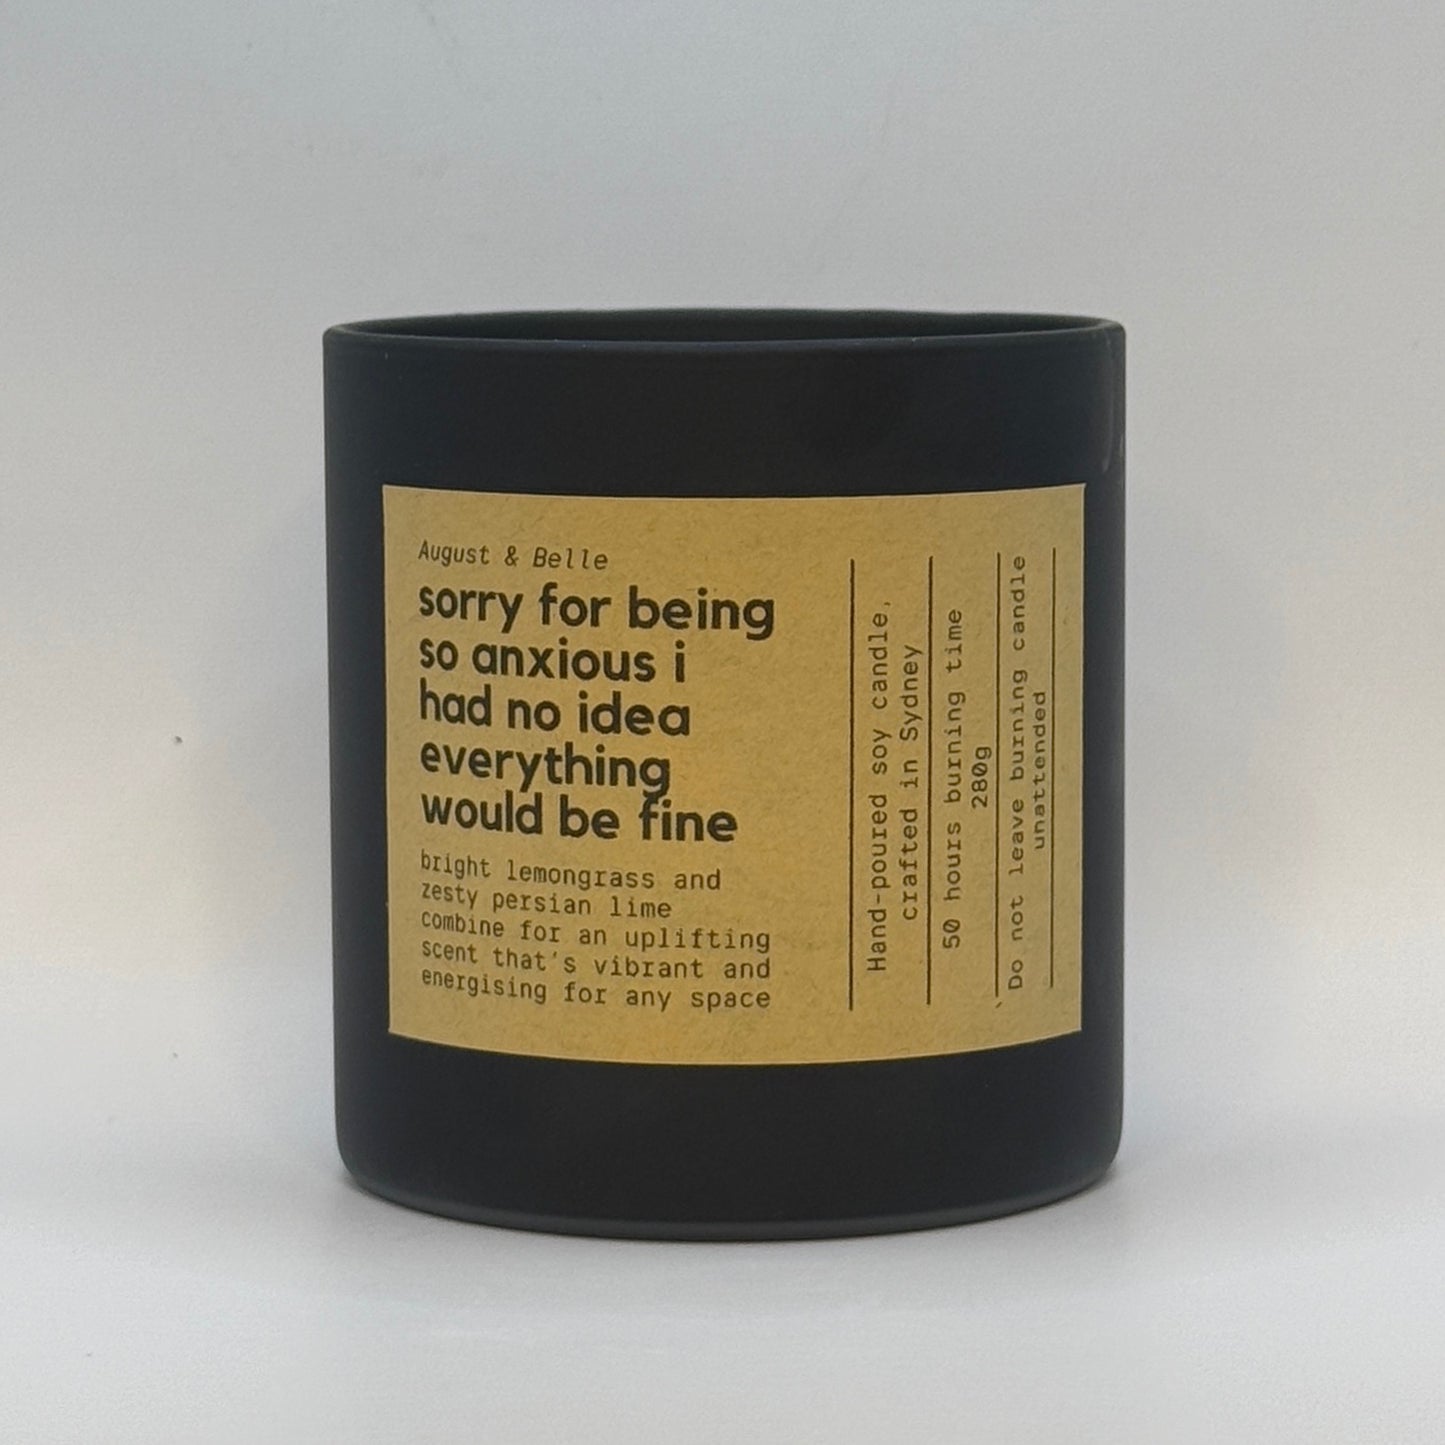 August & Belle
sorry for being
so anxious i
had no idea
everything
would be fine
bright lemongrass and
zesty persian lime
combine for an uplifting
scent that's vibrant and
energising for any space
Hand-poured soy candle,
crafted in Sydney
50 hours burning time
280g
Do not leave burning candle
unattended